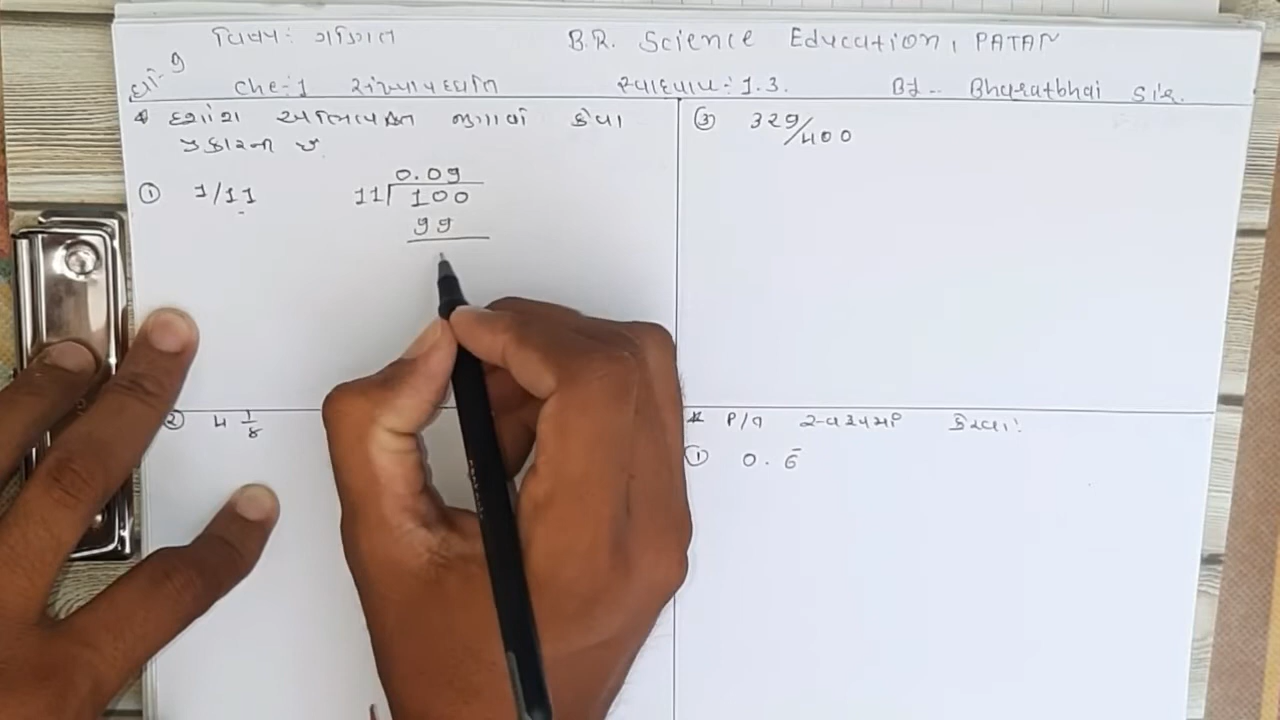 વિષય: ગણિત
B.R. Science Education, PATAN
ધો-9
Che:-1 સંખ્યાપધ્ધતિ
સ્વાધ્યાય:-1.3.
By - Bharatbhai Sir.
* દશાંશ અભિવ્યક્તિ જણાવો કેવા
પ્રકારના છે
① 1/11
0.09
11 100
99
② 4 1/8
③ 329/400
* P/q સ્વરૂપમાં ફેરવો:
① 0.6̅